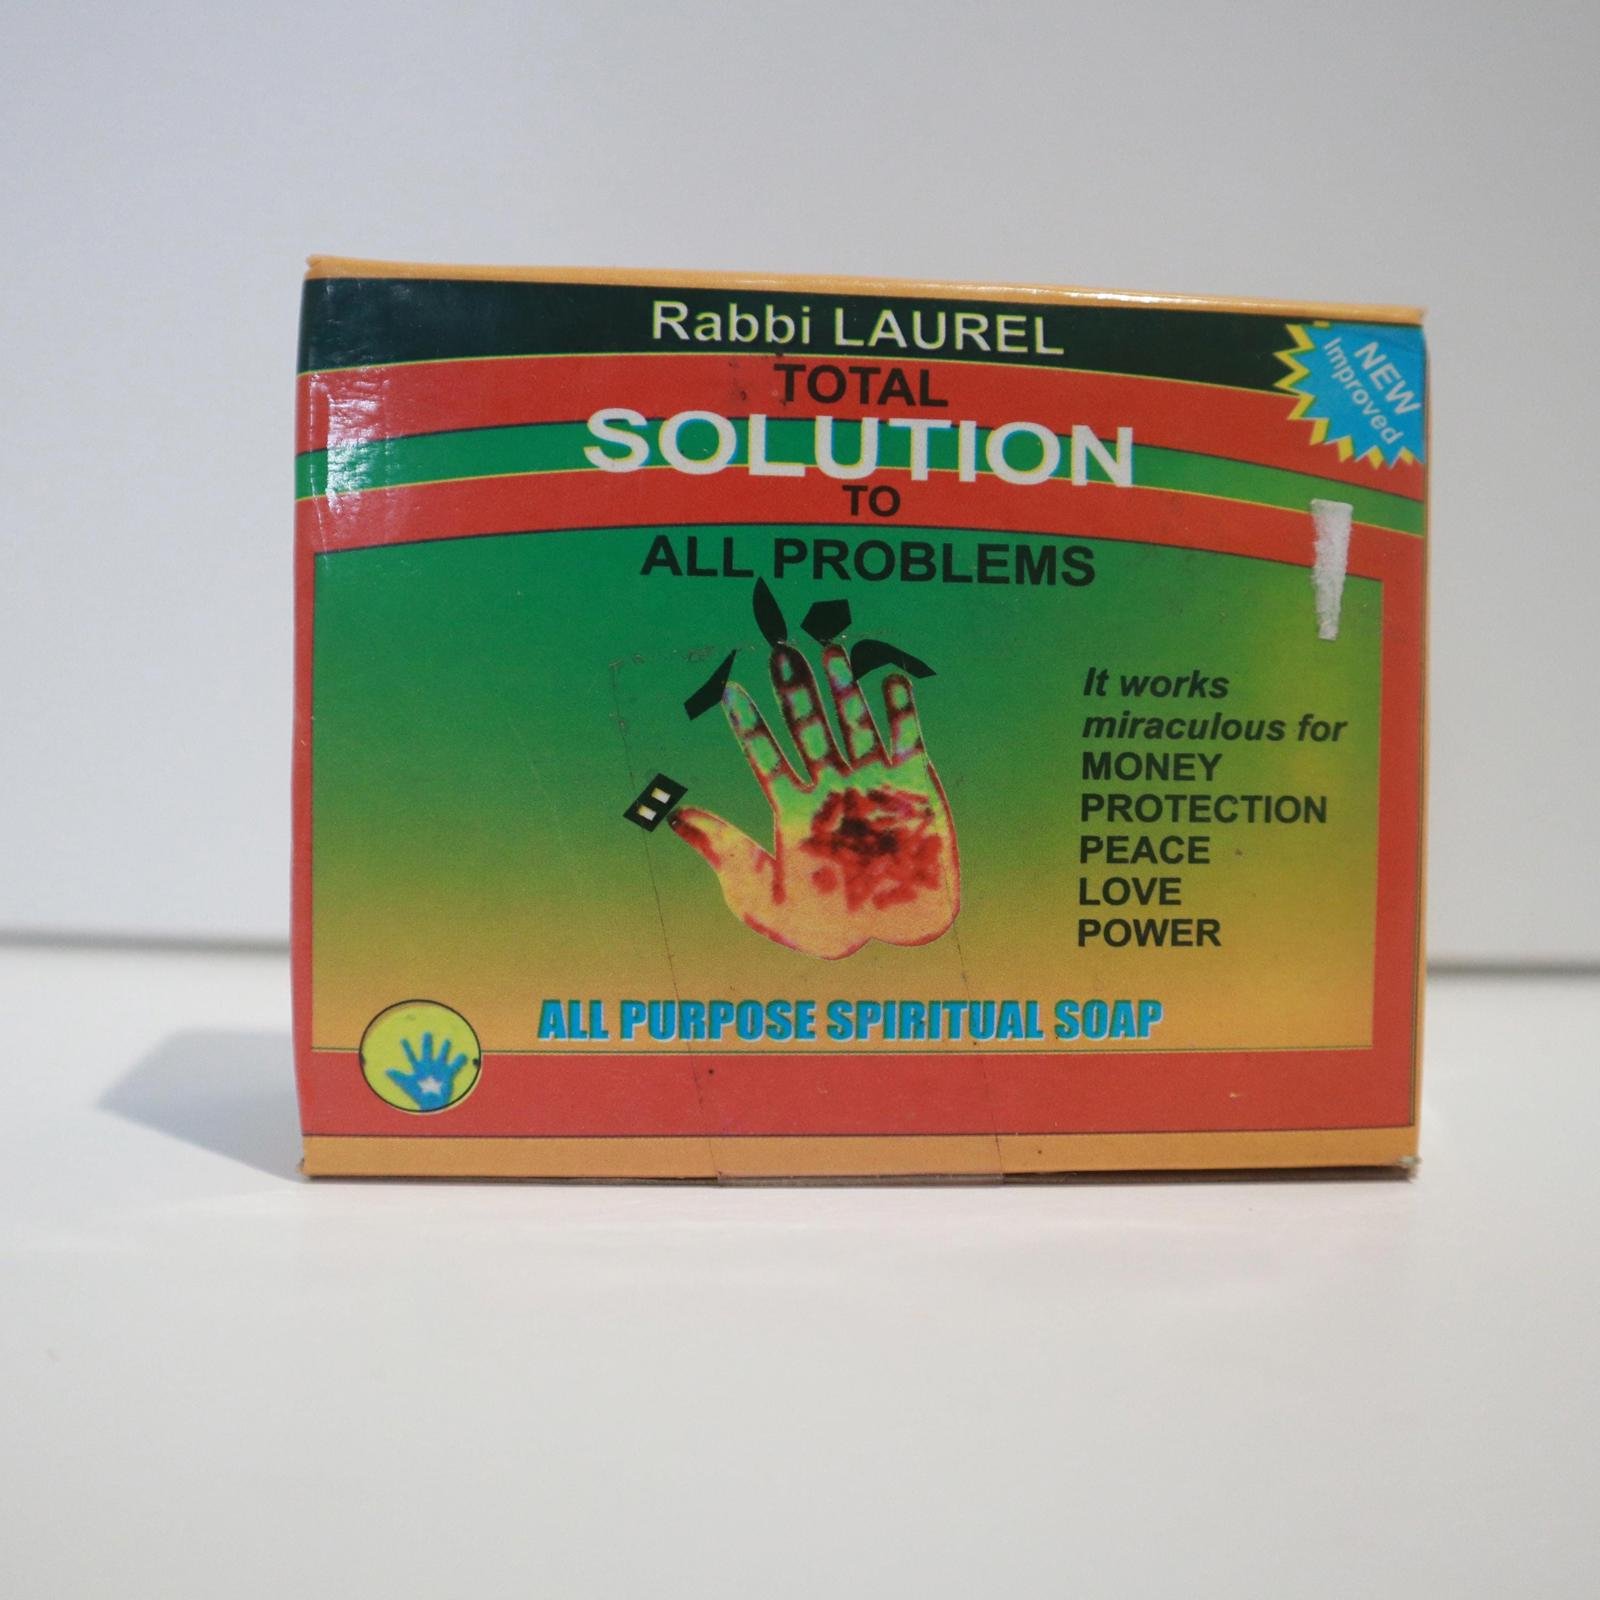 Rabbi LAUREL
TOTAL
SOLUTION
TO
ALL PROBLEMS
NEW
Improved
It works
miraculous for
MONEY
PROTECTION
PEACE
LOVE
POWER
ALL PURPOSE SPIRITUAL SOAP